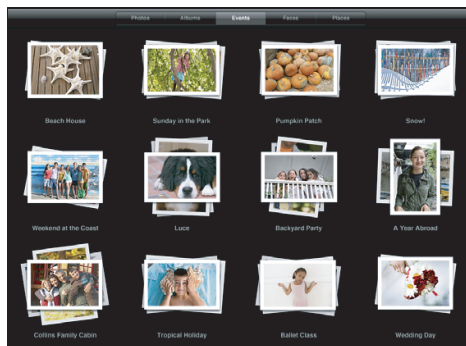 Photos Albums Events Faces Places
Beach House Sunday in the Park Pumpkin Patch Snow!
Weekend at the Coast Luce Backyard Party A Year Abroad
Collins Family Cabin Tropical Holiday Ballet Class Wedding Day